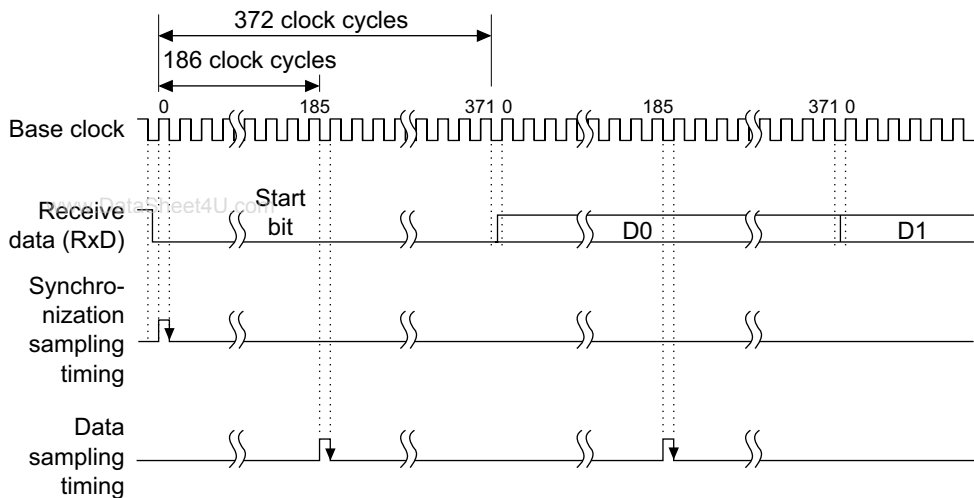 372 clock cycles
186 clock cycles
0 185 371 0 185 371 0
Base clock
www.DataSheet4U.com
Receive
data (RxD)
Start
bit
D0
D1
Synchro-
nization
sampling
timing
Data
sampling
timing